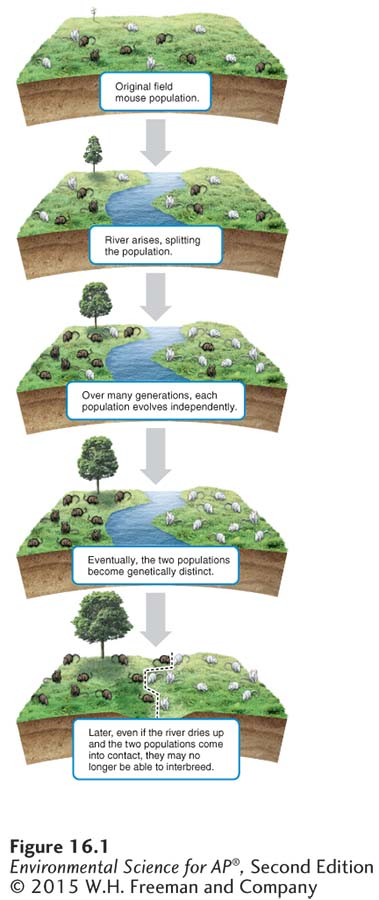 Original field
mouse population.
River arises, splitting
the population.
Over many generations, each
population evolves independently.
Eventually, the two populations
become genetically distinct.
Later, even if the river dries up
and the two populations come
into contact, they may no
longer be able to interbreed.
Figure 16.1
Environmental Science for AP®, Second Edition
© 2015 W.H. Freeman and Company